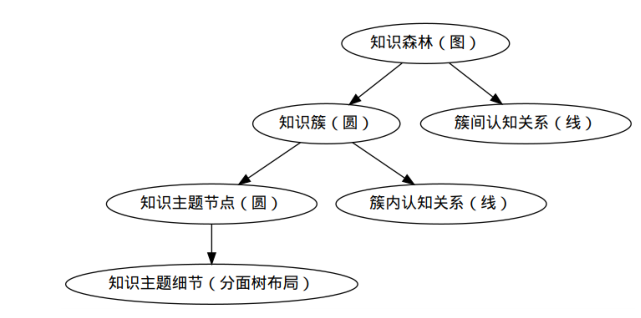 知识森林（图）
知识簇（圆）
簇间认知关系（线）
知识主题节点（圆）
簇内认知关系（线）
知识主题细节（分面树布局）